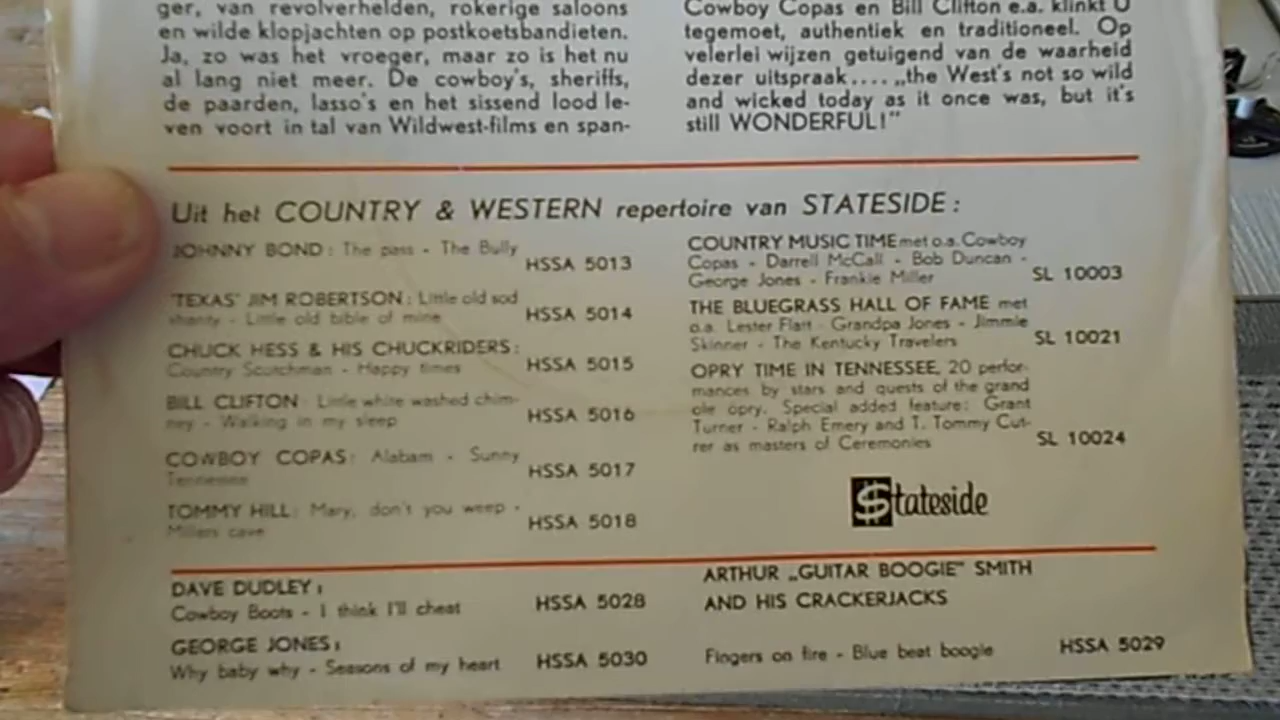 ger, van revolverhelden, rokerige saloons
en wilde klopjachten op postkoetsbandieten.
Ja, zo was het vroeger, maar zo is het nu
al lang niet meer. De cowboy's, sheriffs,
de paarden, lasso's en het sissend lood le-
ven voort in tal van Wildwest-films en span-
Cowboy Copas en Bill Clifton e.a. klinkt U
tegemoet, authentiek en traditioneel. Op
velerlei wijzen getuigend van de waarheid
dezer uitspraak.... „the West's not so wild
and wicked today as it once was, but it's
still WONDERFUL!”
Uit het COUNTRY & WESTERN repertoire van STATESIDE:
JOHNNY BOND: The pass - The Bully
HSSA 5013
"TEXAS" JIM ROBERTSON: Little old sod
shanty - Little old bible of mine
HSSA 5014
CHUCK HESS & HIS CHUCKRIDERS:
Country Scotchman - Happy times
HSSA 5015
BILL CLIFTON: Little white washed chim-
ney - Walking in my sleep
HSSA 5016
COWBOY COPAS: Alabam - Sunny
Tennessee
HSSA 5017
TOMMY HILL: Mary, don't you weep -
Millers cave
HSSA 5018
COUNTRY MUSIC TIME met o.a. Cowboy
Copas - Darrell McCall - Bob Duncan -
George Jones - Frankie Miller
SL 10003
THE BLUEGRASS HALL OF FAME met
o.a. Lester Flatt - Grandpa Jones - Jimmie
Skinner - The Kentucky Travelers
SL 10021
OPRY TIME IN TENNESSEE, 20 perfor-
mances by stars and quests of the grand
ole opry. Special added feature: Grant
Turner - Ralph Emery and T. Tommy Cut-
rer as masters of Ceremonies
SL 10024
$tateside
DAVE DUDLEY:
Cowboy Boots - I think I'll cheat
HSSA 5028
GEORGE JONES:
Why baby why - Seasons of my heart
HSSA 5030
ARTHUR „GUITAR BOOGIE” SMITH
AND HIS CRACKERJACKS
Fingers on fire - Blue beat boogie
HSSA 5029